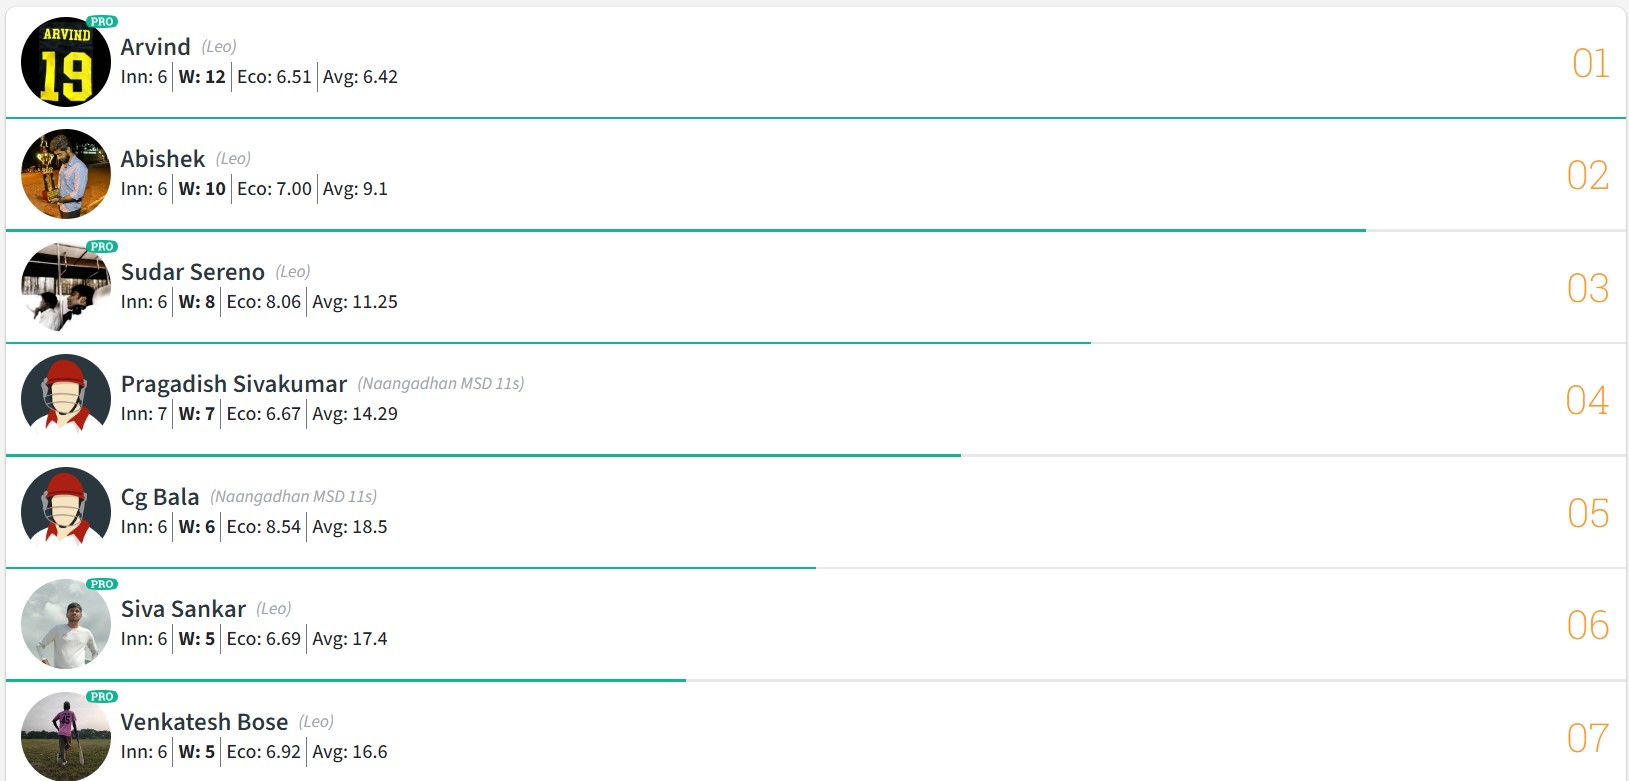 PRO
ARVIND
19
Arvind (Leo)
Inn: 6 | W: 12 | Eco: 6.51 | Avg: 6.42
01
Abishek (Leo)
Inn: 6 | W: 10 | Eco: 7.00 | Avg: 9.1
02
PRO
Sudar Sereno (Leo)
Inn: 6 | W: 8 | Eco: 8.06 | Avg: 11.25
03
Pragadish Sivakumar (Naangadhan MSD 11s)
Inn: 7 | W: 7 | Eco: 6.67 | Avg: 14.29
04
Cg Bala (Naangadhan MSD 11s)
Inn: 6 | W: 6 | Eco: 8.54 | Avg: 18.5
05
PRO
Siva Sankar (Leo)
Inn: 6 | W: 5 | Eco: 6.69 | Avg: 17.4
06
PRO
45
Venkatesh Bose (Leo)
Inn: 6 | W: 5 | Eco: 6.92 | Avg: 16.6
07